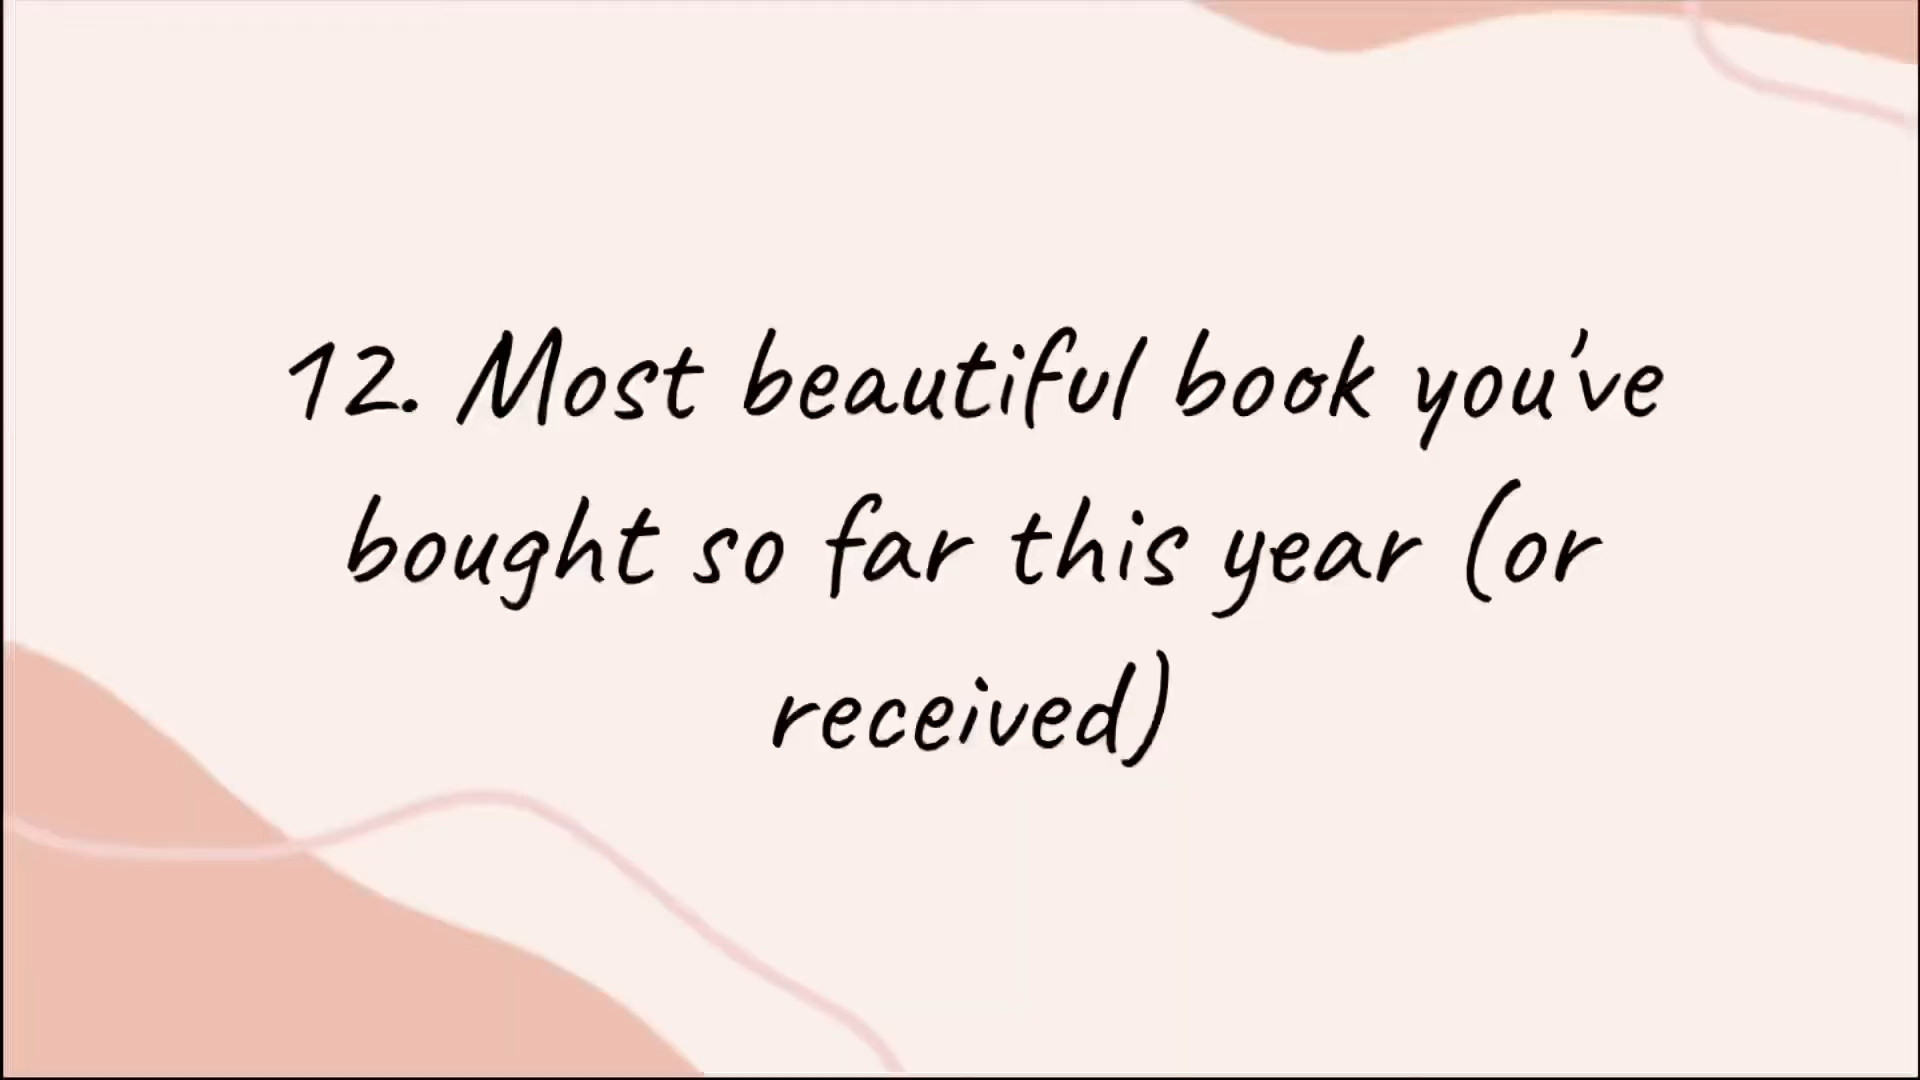 12. Most beautiful book you've
bought so far this year (or
received)